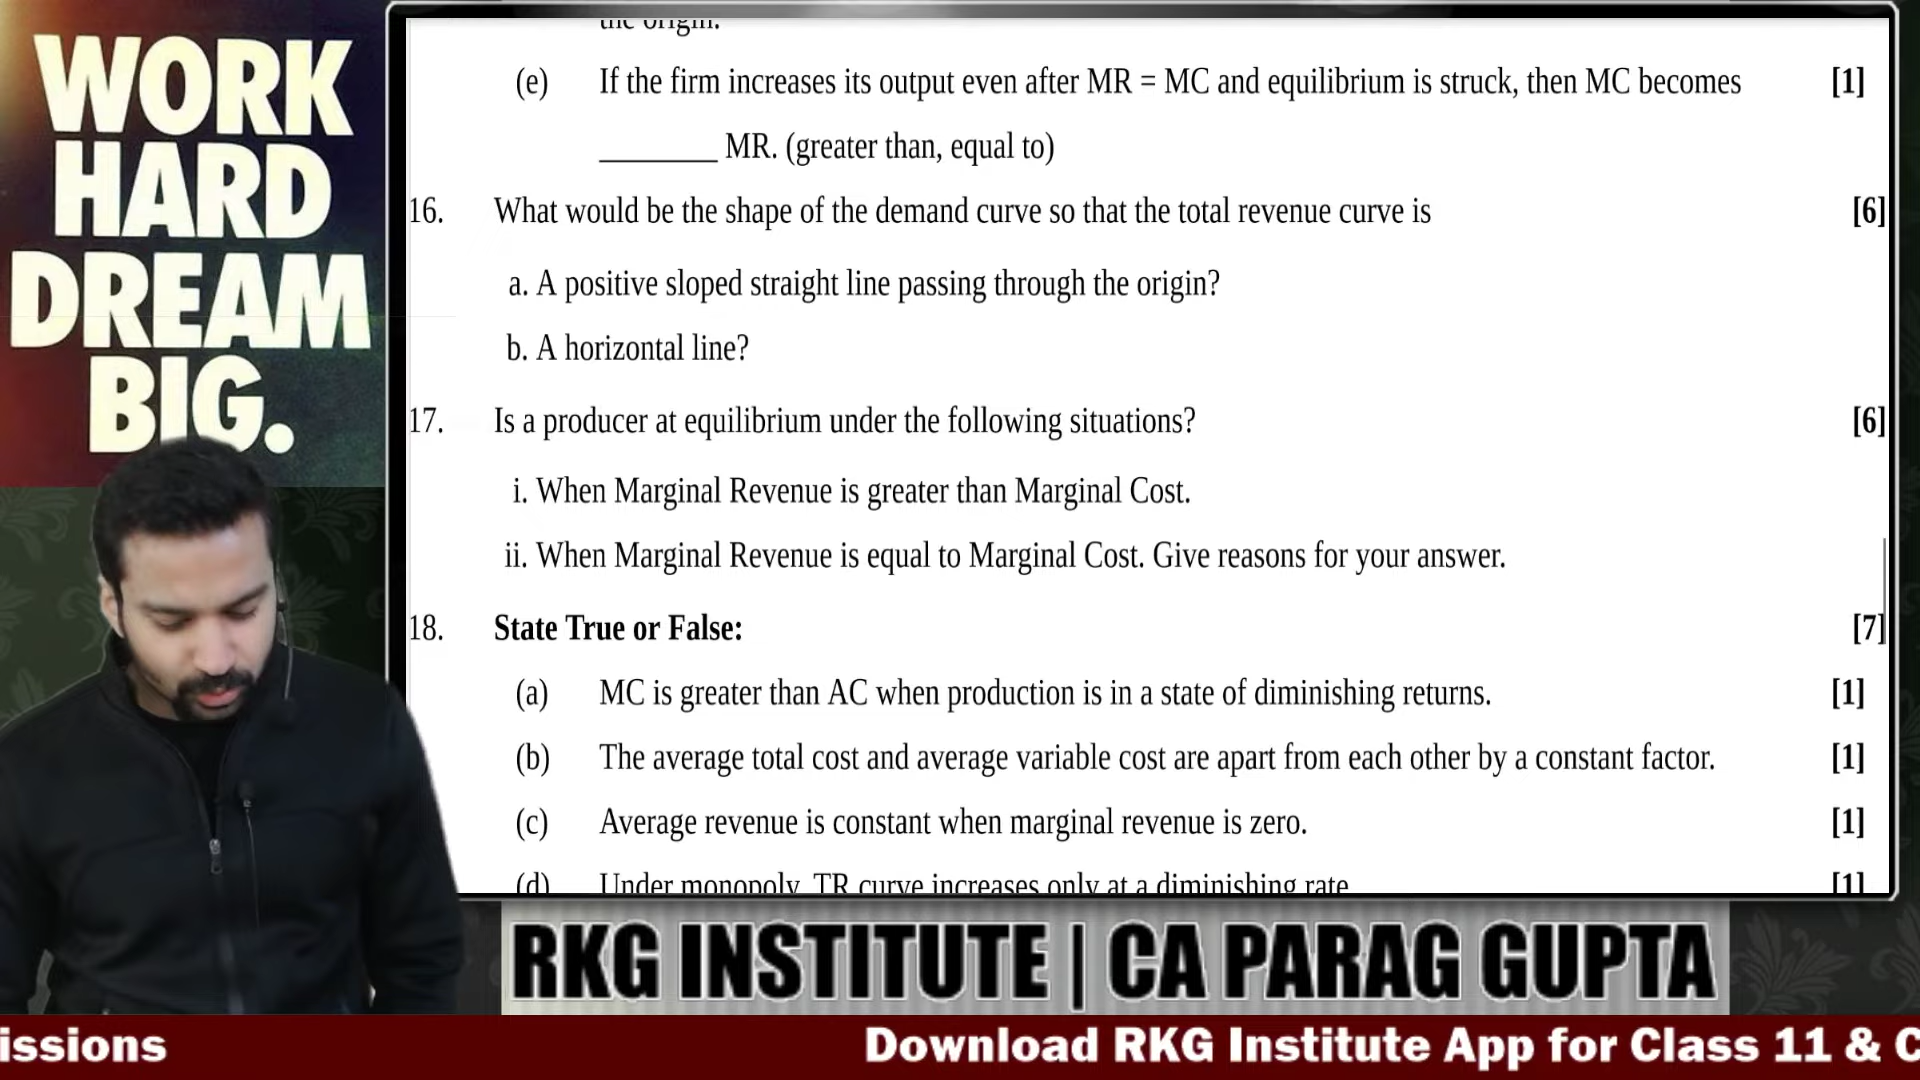 WORK
HARD
DREAM
BIG.
the origin.
(e) If the firm increases its output even after MR = MC and equilibrium is struck, then MC becomes [1]
________ MR. (greater than, equal to)
16. What would be the shape of the demand curve so that the total revenue curve is [6]
a. A positive sloped straight line passing through the origin?
b. A horizontal line?
17. Is a producer at equilibrium under the following situations? [6]
i. When Marginal Revenue is greater than Marginal Cost.
ii. When Marginal Revenue is equal to Marginal Cost. Give reasons for your answer.
18. State True or False: [7]
(a) MC is greater than AC when production is in a state of diminishing returns. [1]
(b) The average total cost and average variable cost are apart from each other by a constant factor. [1]
(c) Average revenue is constant when marginal revenue is zero. [1]
(d) Under monopoly, TR curve increases only at a diminishing rate [1]
RKG INSTITUTE | CA PARAG GUPTA
issions Download RKG Institute App for Class 11 & C